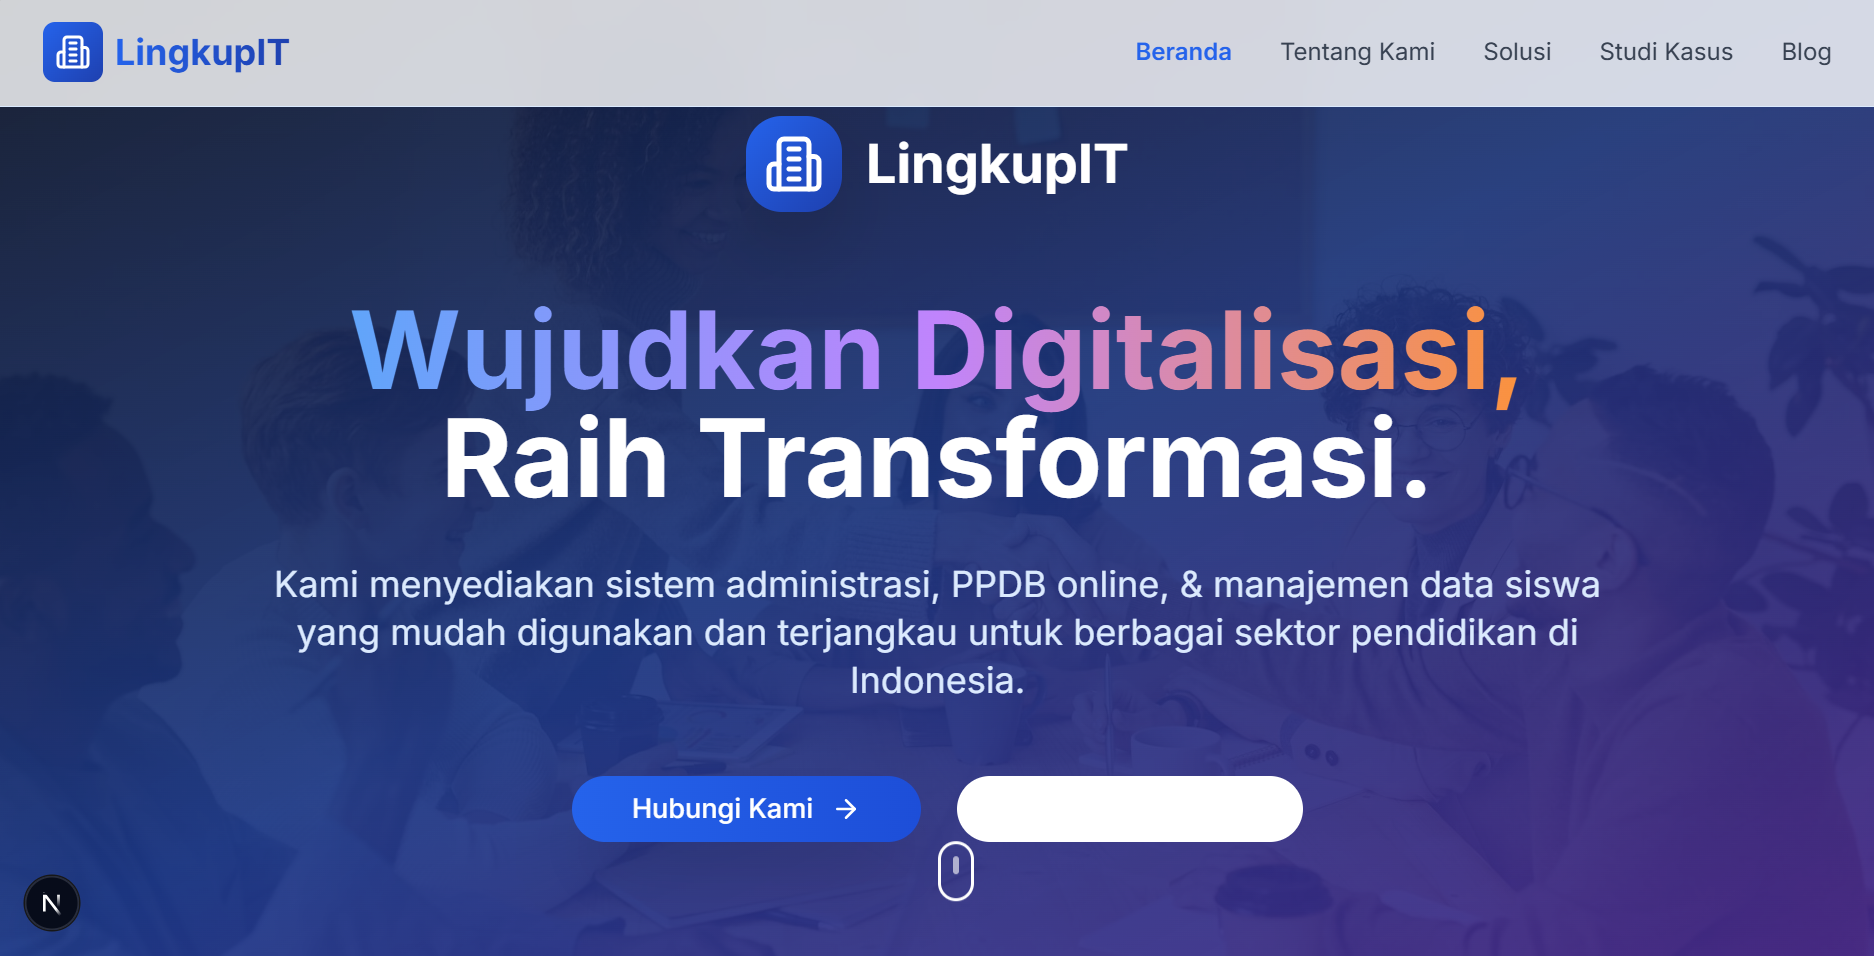 LingkupIT
Beranda Tentang Kami Solusi Studi Kasus Blog
LingkupIT
Wujudkan Digitalisasi,
Raih Transformasi.
Kami menyediakan sistem administrasi, PPDB online, & manajemen data siswa
yang mudah digunakan dan terjangkau untuk berbagai sektor pendidikan di
Indonesia.
Hubungi Kami
N